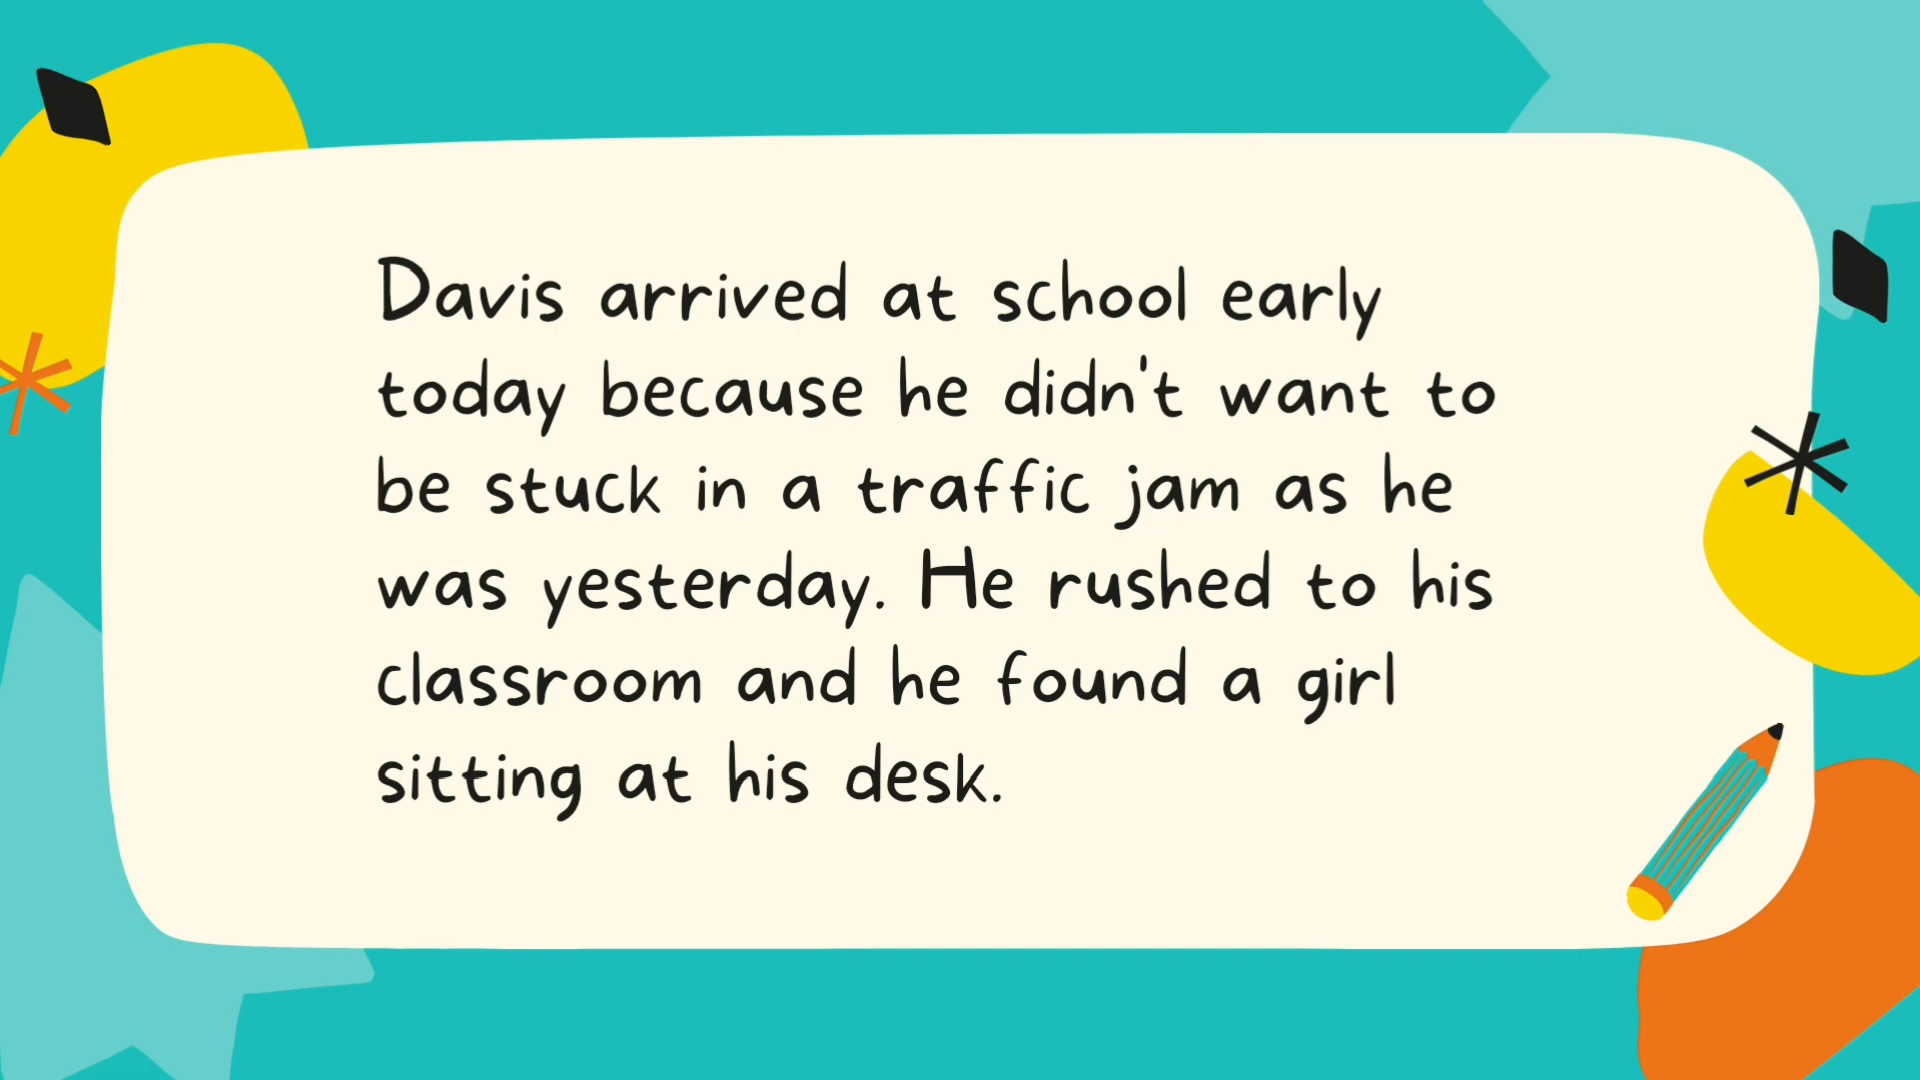 Davis arrived at school early
today because he didn't want to
be stuck in a traffic jam as he
was yesterday. He rushed to his
classroom and he found a girl
sitting at his desk.